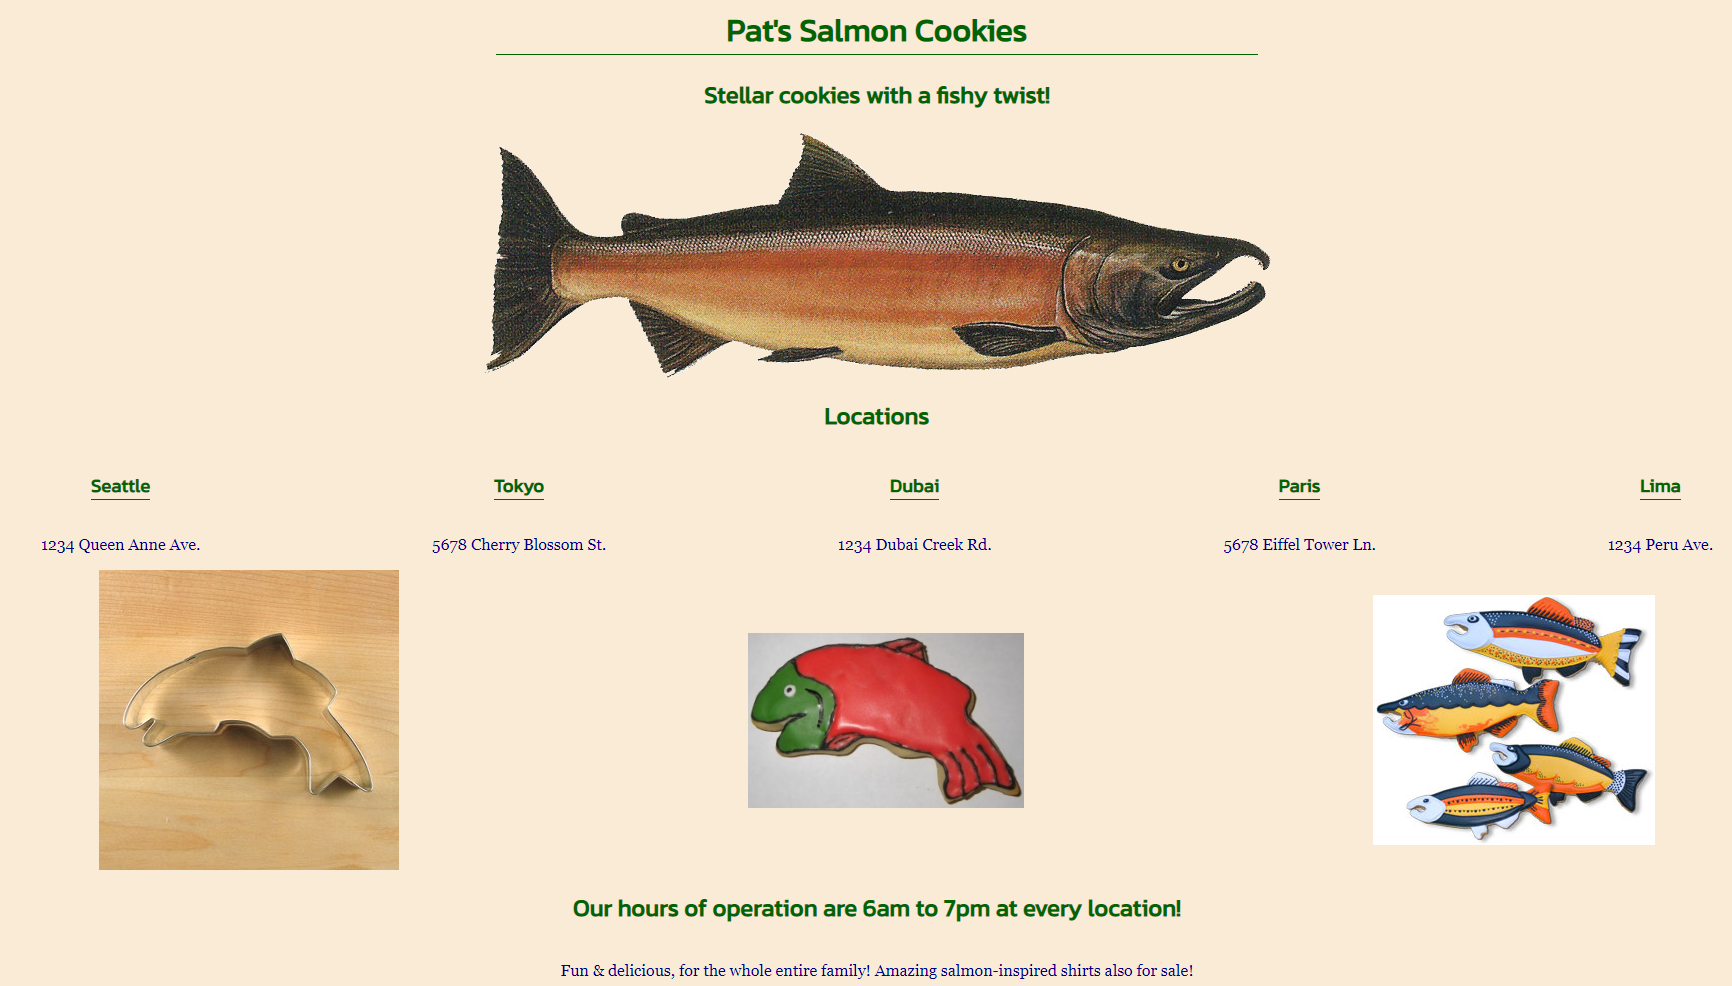 Pat's Salmon Cookies
Stellar cookies with a fishy twist!
Locations
Seattle Tokyo Dubai Paris Lima
1234 Queen Anne Ave. 5678 Cherry Blossom St. 1234 Dubai Creek Rd. 5678 Eiffel Tower Ln. 1234 Peru Ave.
Our hours of operation are 6am to 7pm at every location!
Fun & delicious, for the whole entire family! Amazing salmon-inspired shirts also for sale!